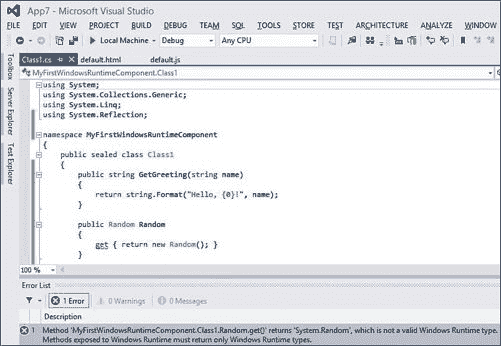 App7 - Microsoft Visual Studio
FILE EDIT VIEW PROJECT BUILD DEBUG TEAM SQL TOOLS STORE TEST ARCHITECTURE ANALYZE WINDOW
Local Machine Debug Any CPU
Toolbox
Server Explorer
Test Explorer
Class1.cs default.html default.js
MyFirstWindowsRuntimeComponent.Class1
using System;
using System.Collections.Generic;
using System.Linq;
using System.Reflection;
namespace MyFirstWindowsRuntimeComponent
{
public sealed class Class1
{
public string GetGreeting(string name)
{
return string.Format("Hello, {0}!", name);
}
public Random Random
{
get { return new Random(); }
}
100 %
Error List
1 Error 0 Warnings 0 Messages
Description
1 Method 'MyFirstWindowsRuntimeComponent.Class1.Random.get()' returns 'System.Random', which is not a valid Windows Runtime type.
Methods exposed to Windows Runtime must return only Windows Runtime types.